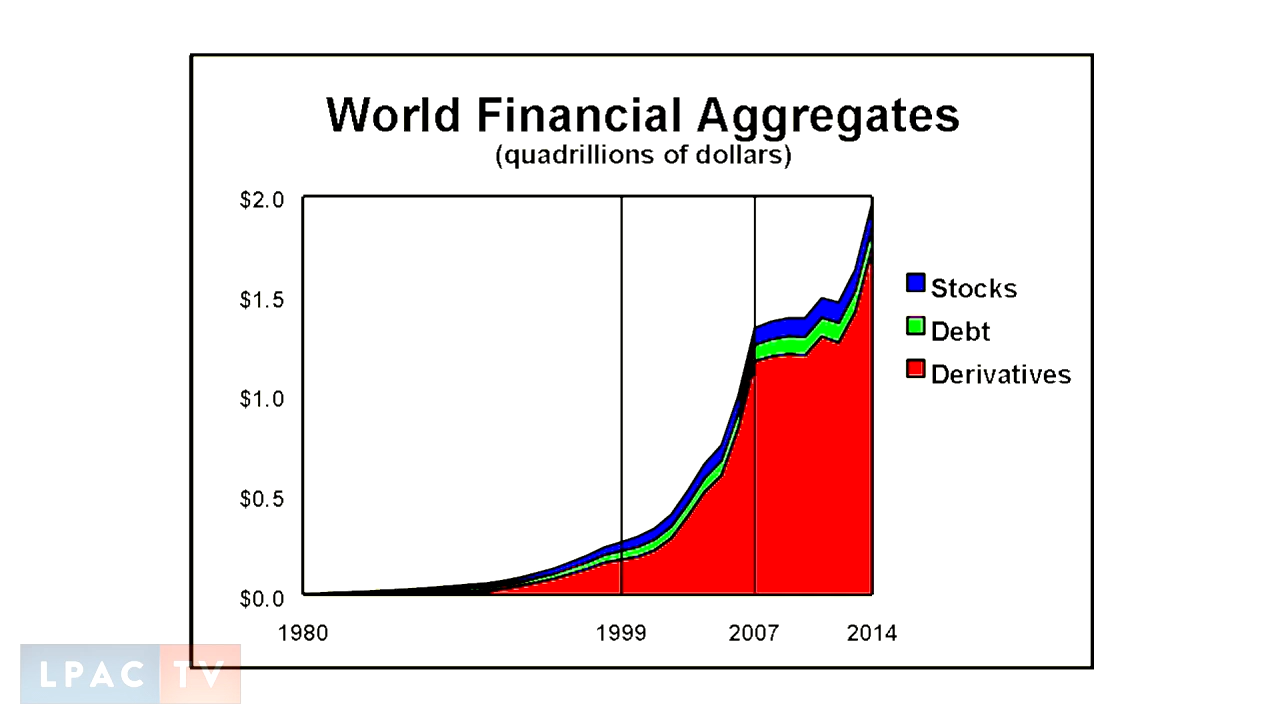 World Financial Aggregates
(quadrillions of dollars)
$2.0
$1.5
$1.0
$0.5
$0.0
1980 1999 2007 2014
Stocks
Debt
Derivatives
LPAC TV